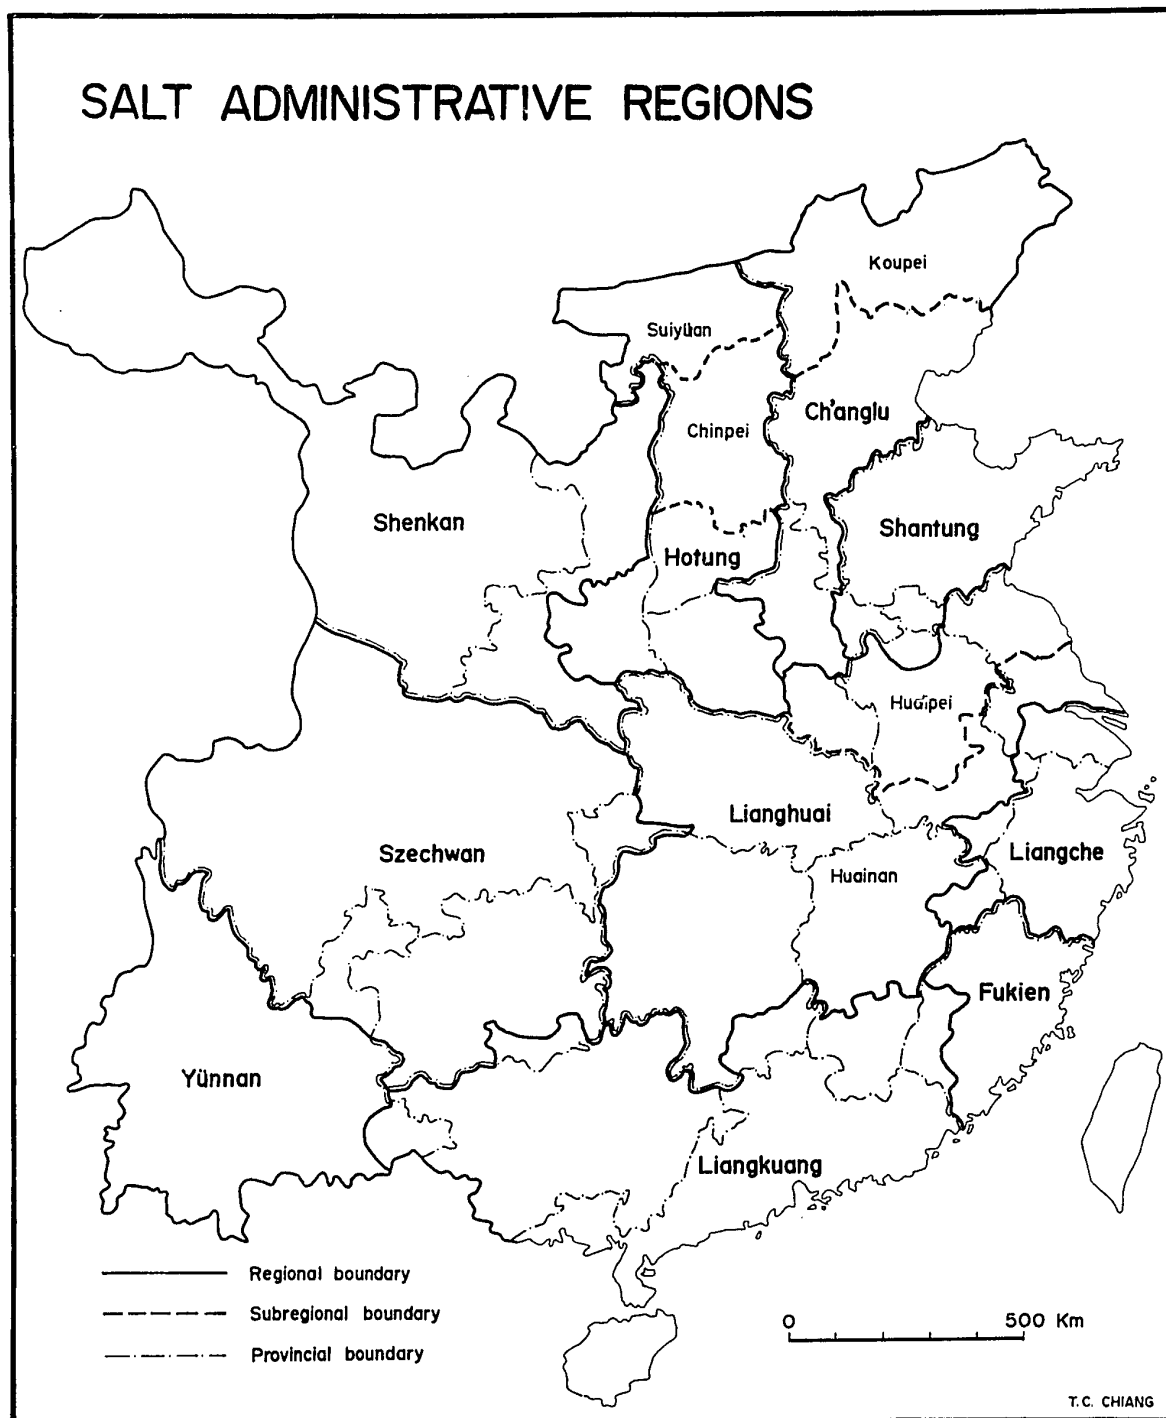 SALT ADMINISTRATIVE REGIONS
Koupei
Suiyüan
Ch'anglu
Chinpei
Shenkan
Shantung
Hotung
Huaipei
Lianghuai
Szechwan
Liangche
Huainan
Fukien
Yünnan
Liangkuang
Regional boundary
Subregional boundary
Provincial boundary
0 500 Km
T.C. CHIANG